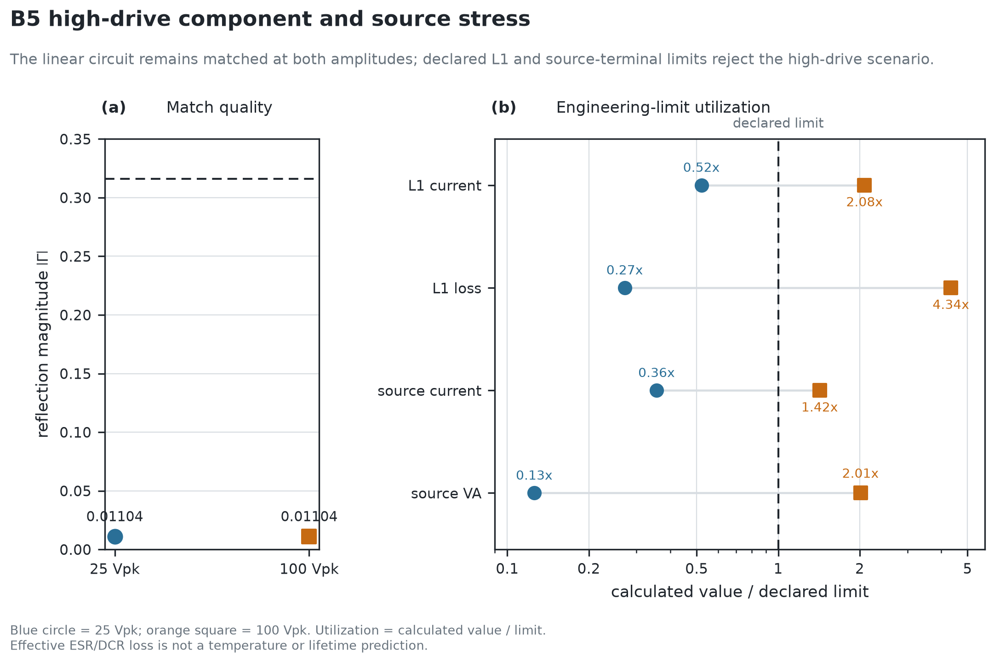 B5 high-drive component and source stress
The linear circuit remains matched at both amplitudes; declared L1 and source-terminal limits reject the high-drive scenario.
(a) Match quality
0.35
0.30
0.25
0.20
0.15
0.10
0.05
0.00
reflection magnitude |Γ|
0.01104
0.01104
25 Vpk
100 Vpk
(b) Engineering-limit utilization
declared limit
L1 current
0.52x
2.08x
L1 loss
0.27x
4.34x
source current
0.36x
1.42x
source VA
0.13x
2.01x
0.1
0.2
0.5
1
2
5
calculated value / declared limit
Blue circle = 25 Vpk; orange square = 100 Vpk. Utilization = calculated value / limit.
Effective ESR/DCR loss is not a temperature or lifetime prediction.